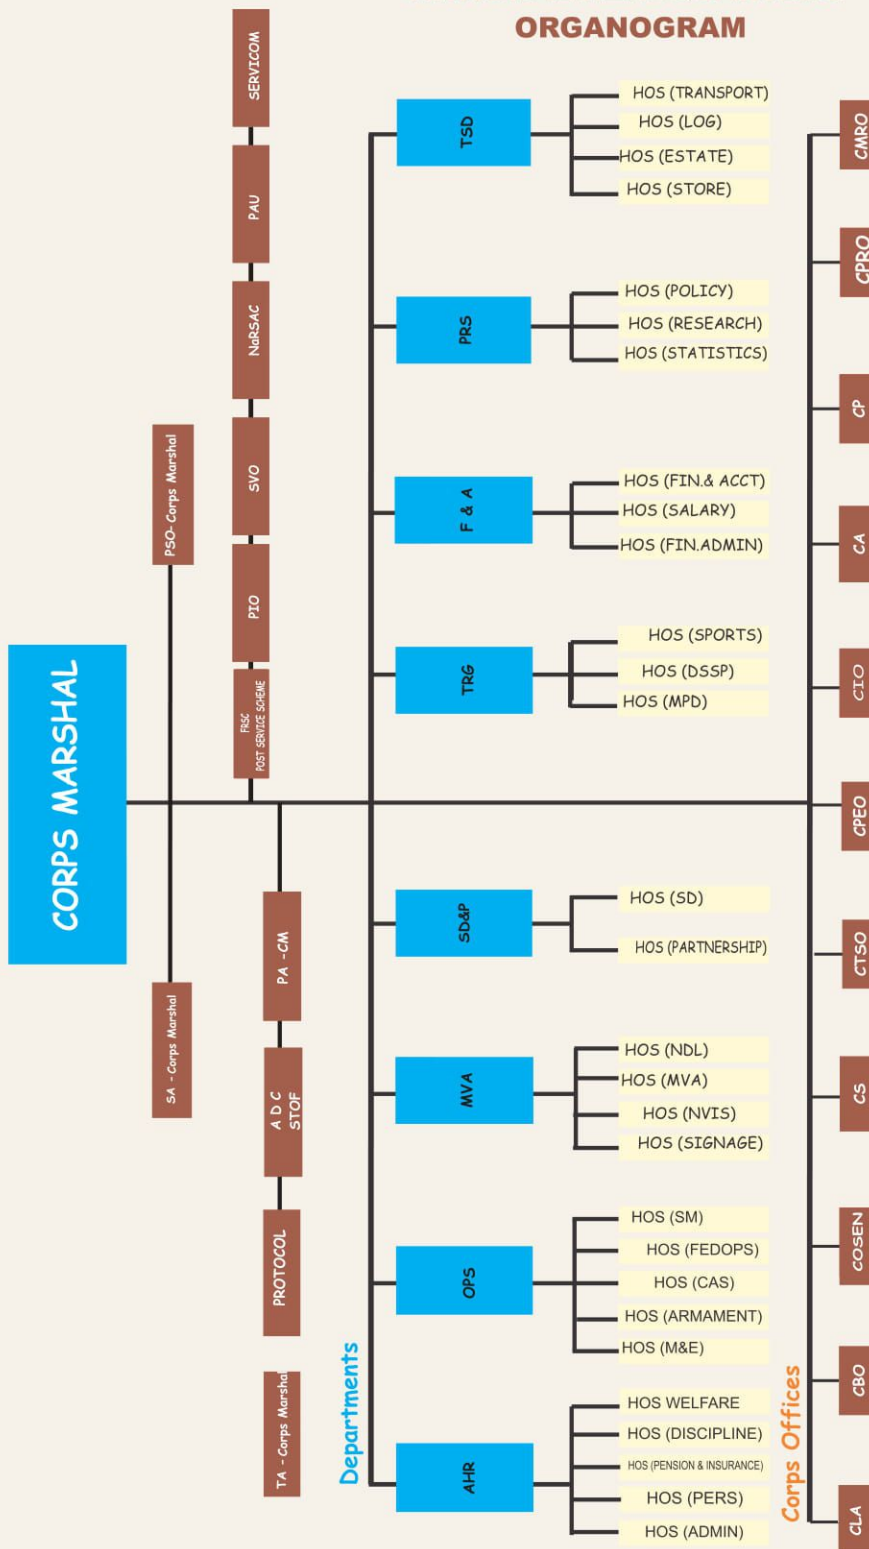 ORGANOGRAM
CORPS MARSHAL
SA - Corps Marshal
PSO- Corps Marshal
FRSC
POST SERVICE SCHEME
PIO
SVO
NaRSAC
PAU
SERVICOM
TA - Corps Marshal
PROTOCOL
A D C
STOF
PA -CM
Departments
AHR
OPS
MVA
SD&P
TRG
F & A
PRS
TSD
HOS (TRANSPORT)
HOS (LOG)
HOS (ESTATE)
HOS (STORE)
HOS (POLICY)
HOS (RESEARCH)
HOS (STATISTICS)
HOS (FIN.& ACCT)
HOS (SALARY)
HOS (FIN.ADMIN)
HOS (SPORTS)
HOS (DSSP)
HOS (MPD)
HOS (SD)
HOS (PARTNERSHIP)
HOS (NDL)
HOS (MVA)
HOS (NVIS)
HOS (SIGNAGE)
HOS (SM)
HOS (FEDOPS)
HOS (CAS)
HOS (ARMAMENT)
HOS (M&E)
HOS WELFARE
HOS (DISCIPLINE)
HOS (PENSION & INSURANCE)
HOS (PERS)
HOS (ADMIN)
Corps Offices
CLA
CBO
COSEN
CS
CTSO
CPEO
CIO
CA
CP
CPRO
CMRO